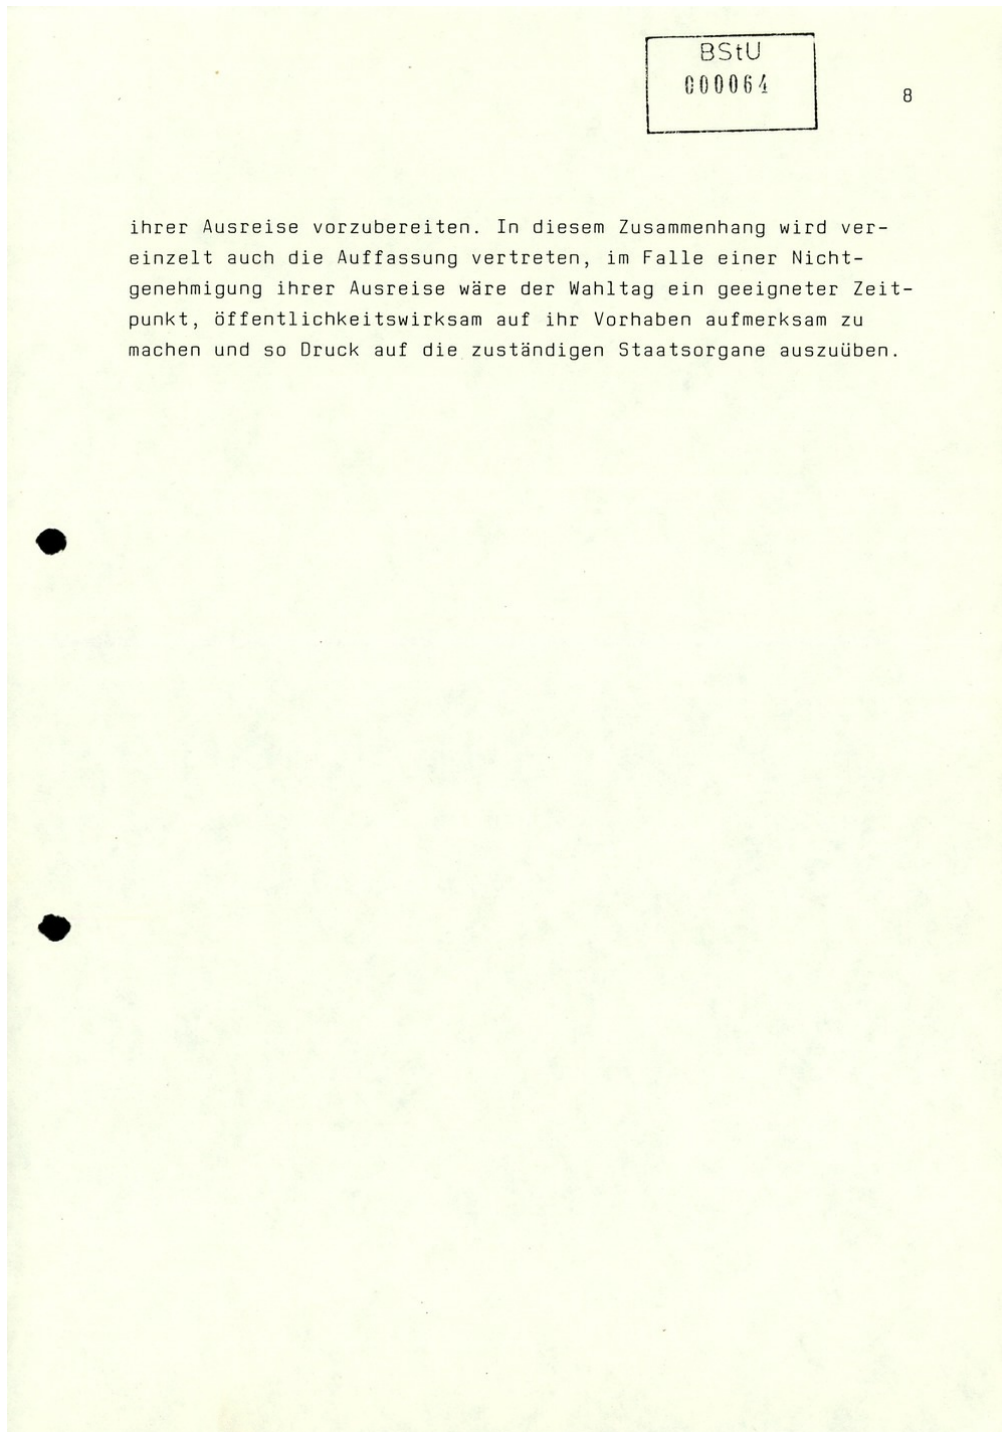 BStU
000064
8
ihrer Ausreise vorzubereiten. In diesem Zusammenhang wird ver-
einzelt auch die Auffassung vertreten, im Falle einer Nicht-
genehmigung ihrer Ausreise wäre der Wahltag ein geeigneter Zeit-
punkt, öffentlichkeitswirksam auf ihr Vorhaben aufmerksam zu
machen und so Druck auf die zuständigen Staatsorgane auszuüben.